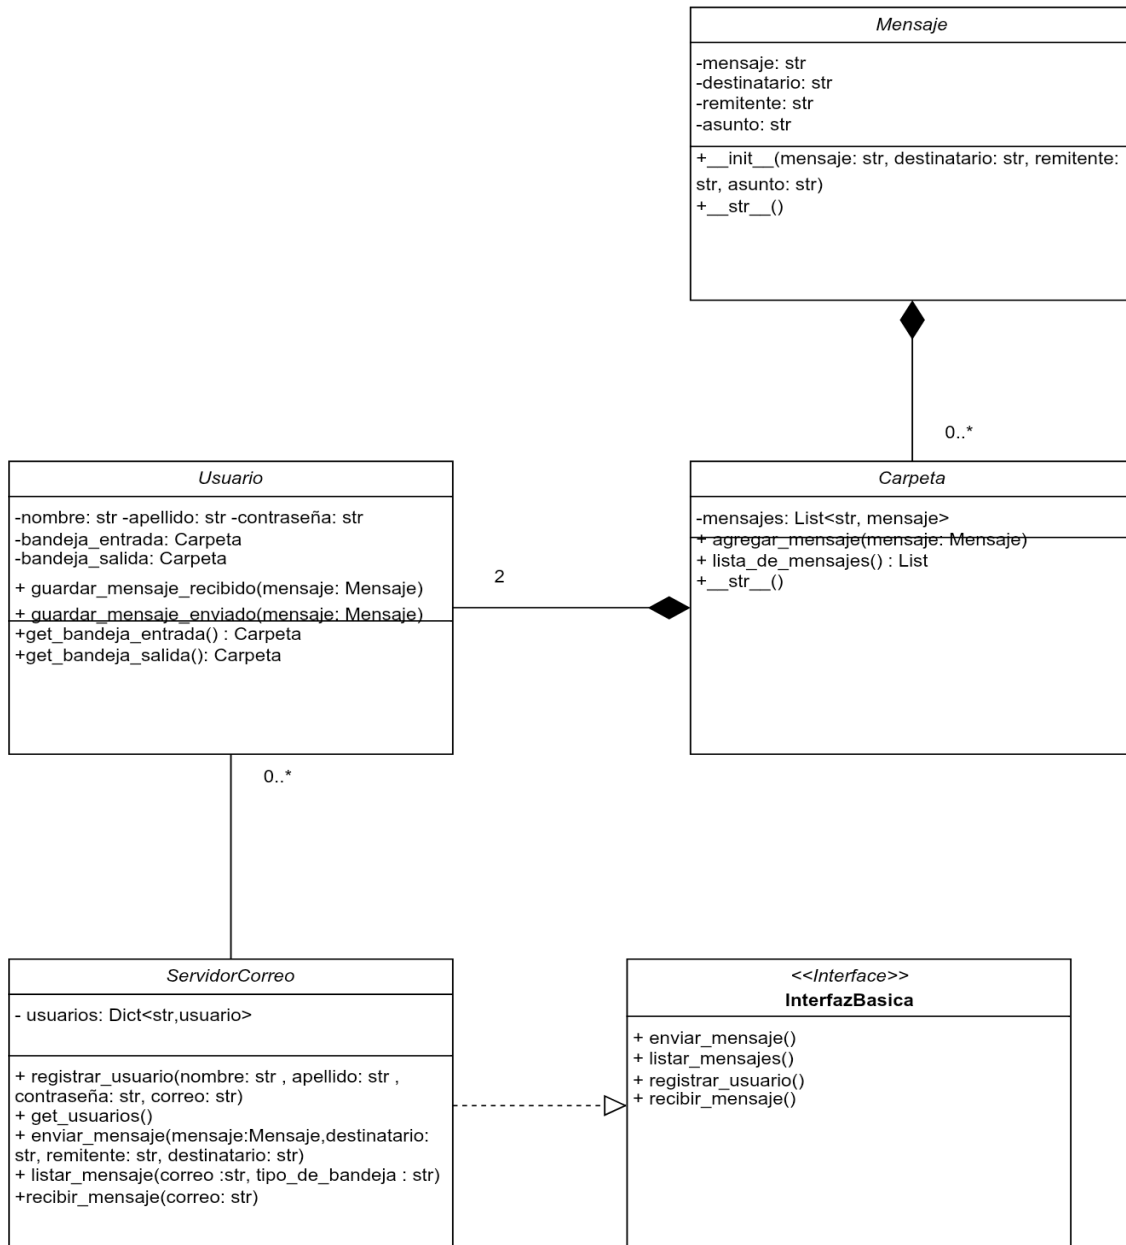 Mensaje
-mensaje: str
-destinatario: str
-remitente: str
-asunto: str
+__init__(mensaje: str, destinatario: str, remitente:
str, asunto: str)
+__str__()
0..*
Usuario
-nombre: str -apellido: str -contraseña: str
-bandeja_entrada: Carpeta
-bandeja_salida: Carpeta
+ guardar_mensaje_recibido(mensaje: Mensaje)
+ guardar_mensaje_enviado(mensaje: Mensaje)
+get_bandeja_entrada() : Carpeta
+get_bandeja_salida(): Carpeta
2
Carpeta
-mensajes: List<str, mensaje>
+ agregar_mensaje(mensaje: Mensaje)
+ lista_de_mensajes() : List
+__str__()
0..*
ServidorCorreo
- usuarios: Dict<str,usuario>
+ registrar_usuario(nombre: str , apellido: str ,
contraseña: str, correo: str)
+ get_usuarios()
+ enviar_mensaje(mensaje:Mensaje,destinatario:
str, remitente: str, destinatario: str)
+ listar_mensaje(correo :str, tipo_de_bandeja : str)
+recibir_mensaje(correo: str)
<<Interface>>
InterfazBasica
+ enviar_mensaje()
+ listar_mensajes()
+ registrar_usuario()
+ recibir_mensaje()